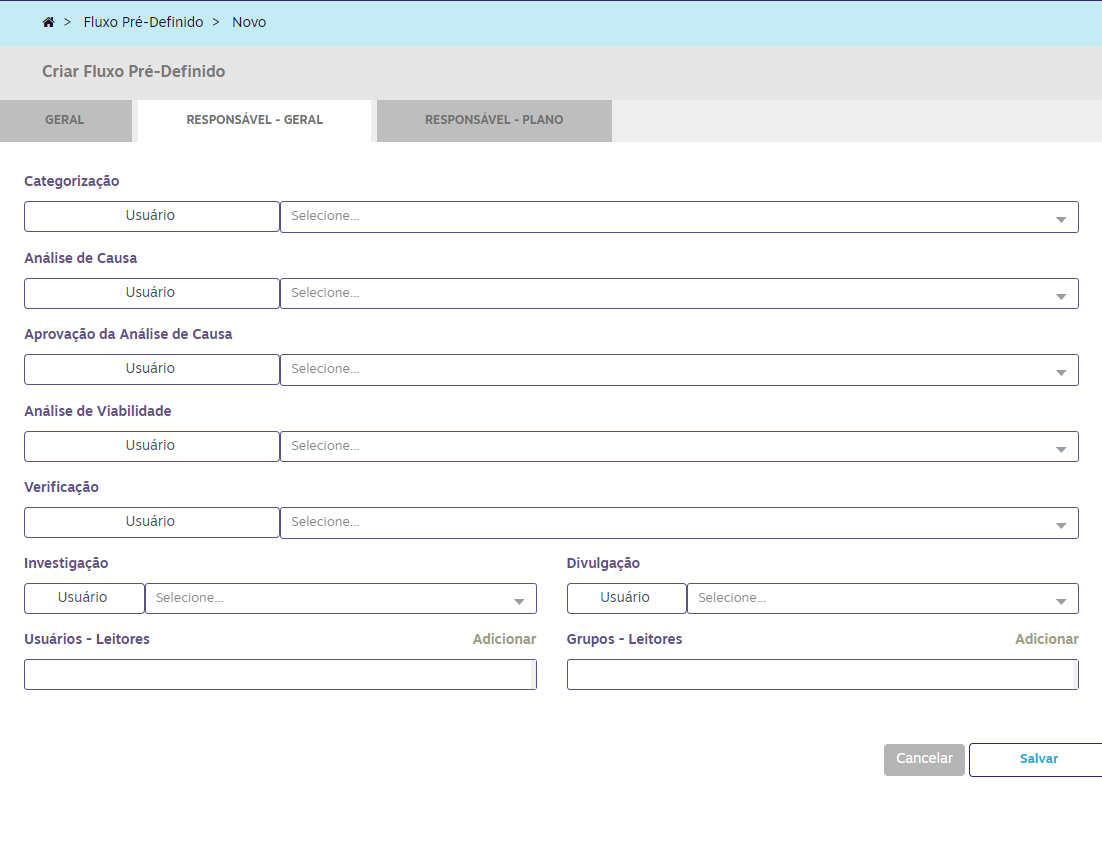 > Fluxo Pré-Definido > Novo
Criar Fluxo Pré-Definido
GERAL RESPONSÁVEL - GERAL RESPONSÁVEL - PLANO
Categorização
Usuário Selecione...
Análise de Causa
Usuário Selecione...
Aprovação da Análise de Causa
Usuário Selecione...
Análise de Viabilidade
Usuário Selecione...
Verificação
Usuário Selecione...
Investigação Divulgação
Usuário Selecione... Usuário Selecione...
Usuários - Leitores Adicionar Grupos - Leitores Adicionar
Cancelar Salvar